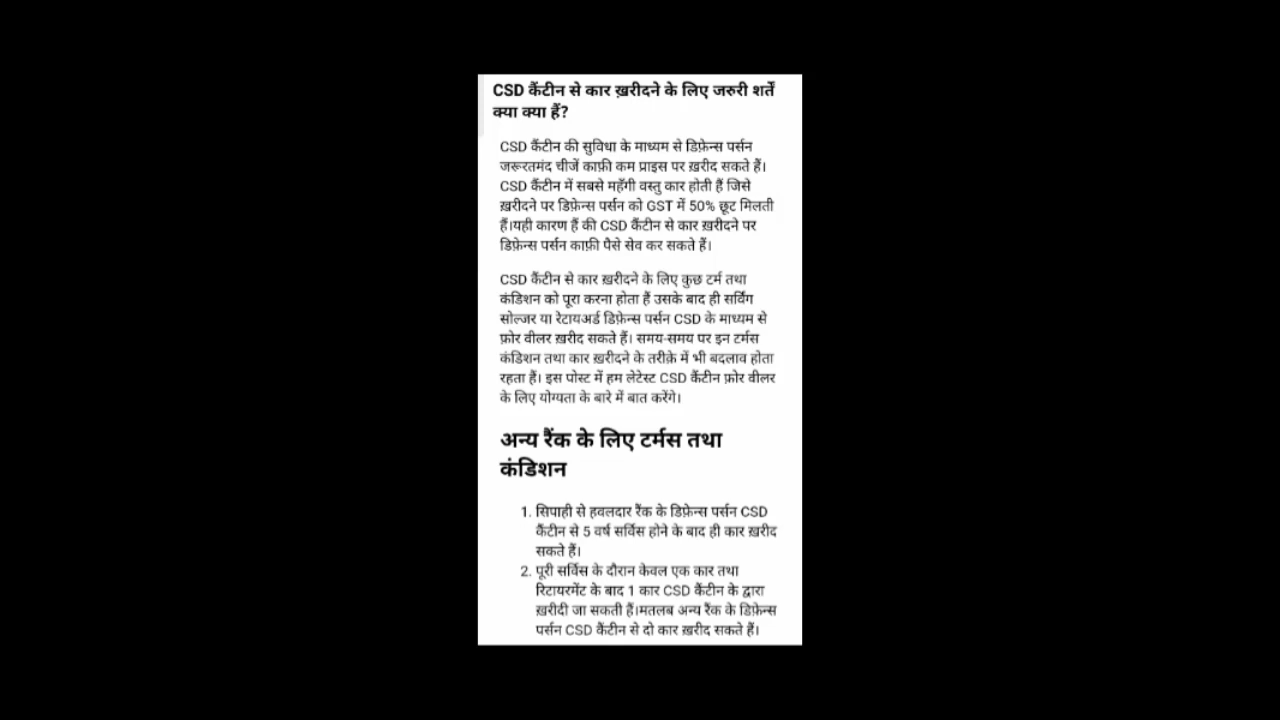 CSD कैंटीन से कार ख़रीदने के लिए जरुरी शर्तें
क्या क्या हैं?
CSD कैंटीन की सुविधा के माध्यम से डिफ़ेन्स पर्सन
जरूरतमंद चीजें काफ़ी कम प्राइस पर ख़रीद सकते हैं।
CSD कैंटीन में सबसे महँगी वस्तु कार होती हैं जिसे
ख़रीदने पर डिफ़ेन्स पर्सन को GST में 50% छूट मिलती
हैं।यही कारण हैं की CSD कैंटीन से कार ख़रीदने पर
डिफ़ेन्स पर्सन काफ़ी पैसे सेव कर सकते हैं।
CSD कैंटीन से कार ख़रीदने के लिए कुछ टर्म तथा
कंडिशन को पूरा करना होता हैं उसके बाद ही सर्विंग
सोल्जर या रेटायअर्ड डिफ़ेन्स पर्सन CSD के माध्यम से
फ़ोर वीलर ख़रीद सकते हैं। समय-समय पर इन टर्मस
कंडिशन तथा कार ख़रीदने के तरीक़े में भी बदलाव होता
रहता हैं। इस पोस्ट में हम लेटेस्ट CSD कैंटीन फ़ोर वीलर
के लिए योग्यता के बारे में बात करेंगे।
अन्य रैंक के लिए टर्मस तथा
कंडिशन
1. सिपाही से हवलदार रैंक के डिफ़ेन्स पर्सन CSD
कैंटीन से 5 वर्ष सर्विस होने के बाद ही कार ख़रीद
सकते हैं।
2. पूरी सर्विस के दौरान केवल एक कार तथा
रिटायरमेंट के बाद 1 कार CSD कैंटीन के द्वारा
ख़रीदी जा सकती हैं।मतलब अन्य रैंक के डिफ़ेन्स
पर्सन CSD कैंटीन से दो कार ख़रीद सकते हैं।